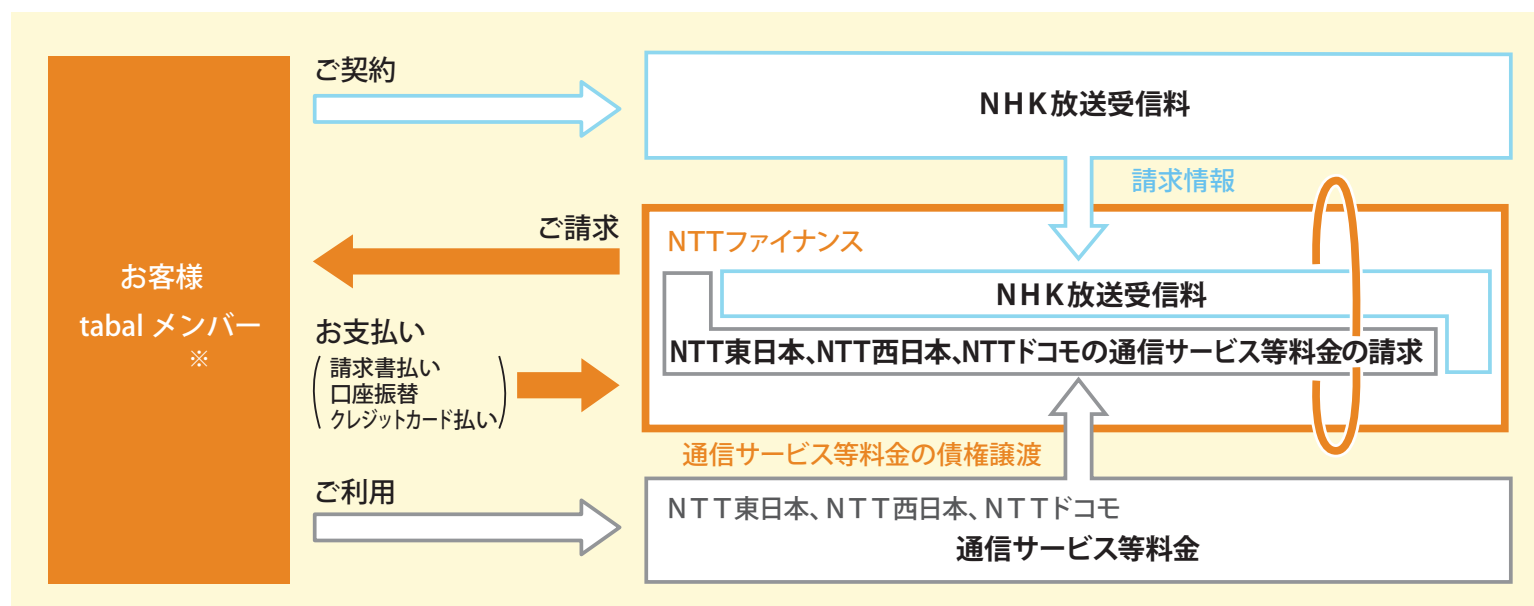 ご契約
NHK放送受信料
請求情報
ご請求
NTTファイナンス
お客様
tabal メンバー
※
NHK放送受信料
お支払い
請求書払い
口座振替
クレジットカード払い
NTT東日本、NTT西日本、NTTドコモの通信サービス等料金の請求
通信サービス等料金の債権譲渡
ご利用
NTT東日本、NTT西日本、NTTドコモ
通信サービス等料金